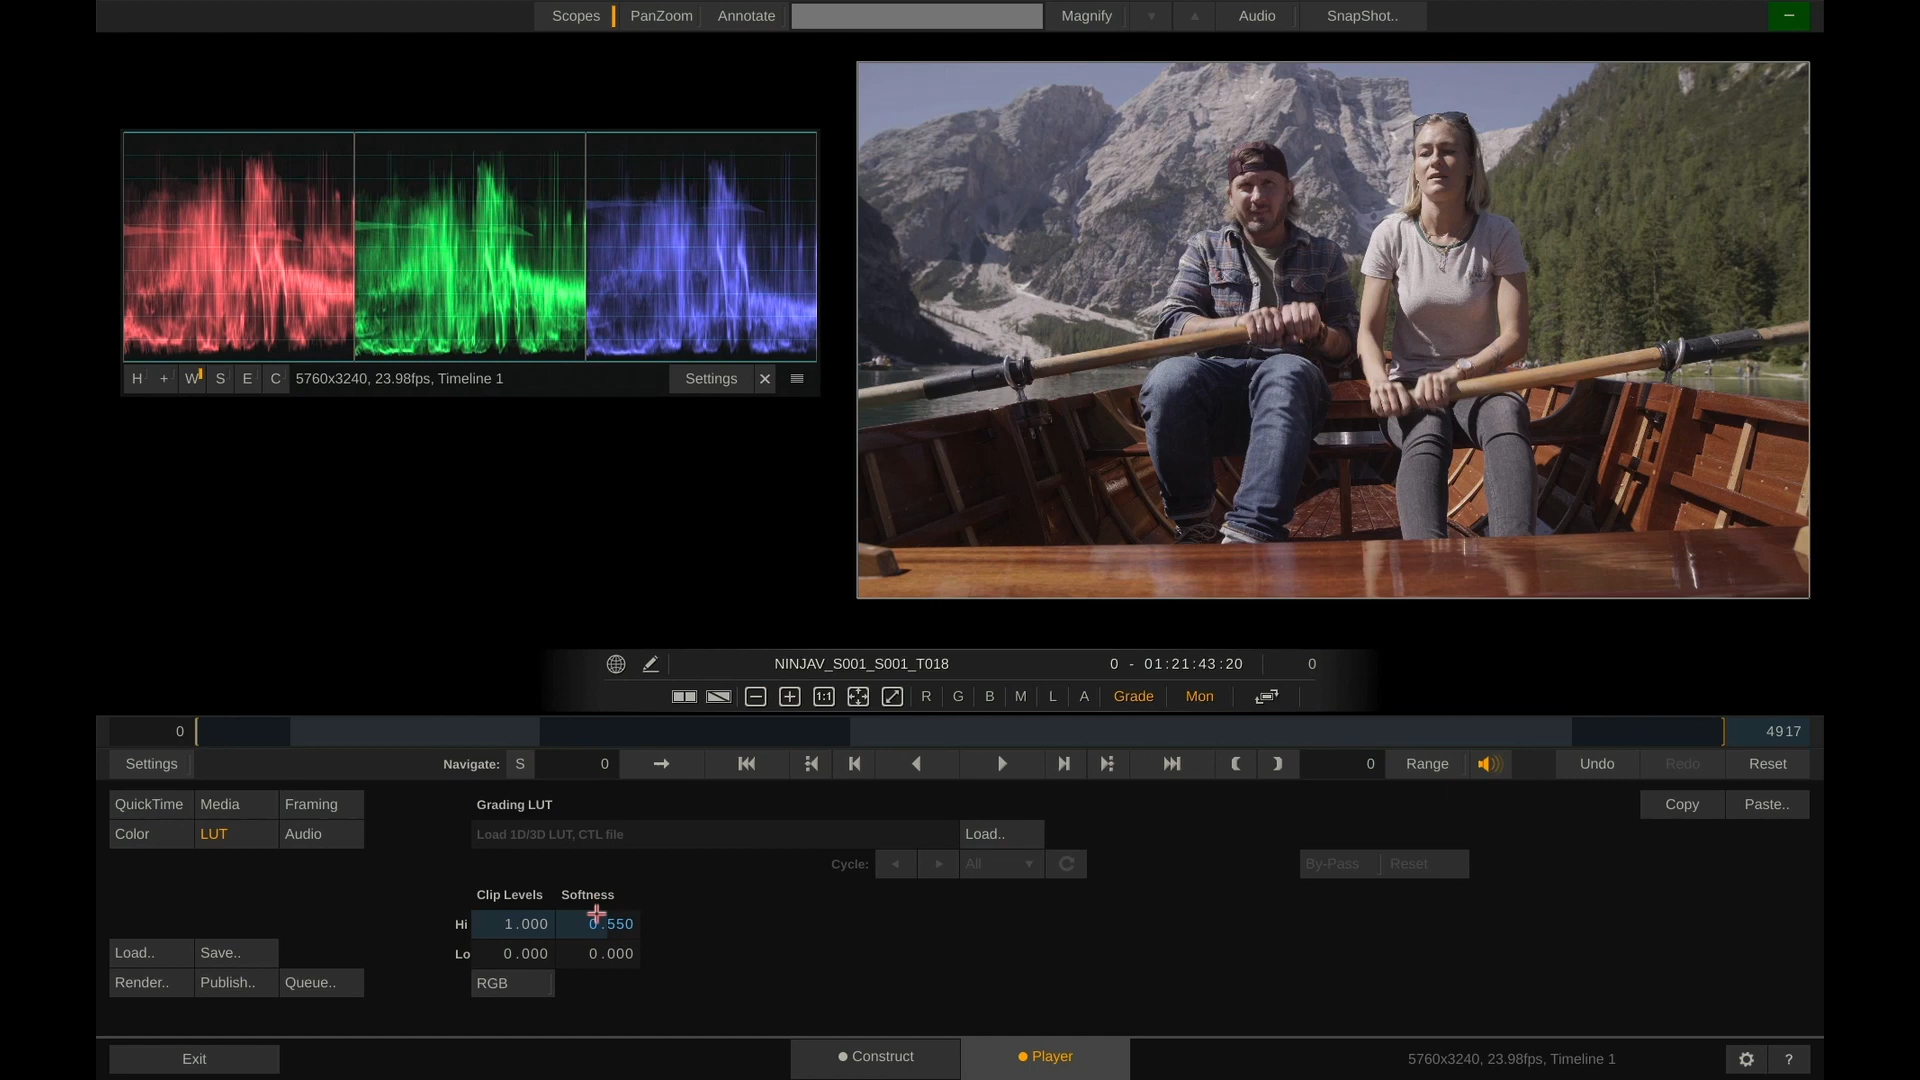 Scopes PanZoom Annotate Magnify Audio SnapShot..
H + W S E C 5760x3240, 23.98fps, Timeline 1 Settings
NINJAV_S001_S001_T018 0 - 01:21:43:20 0
1:1 R G B M L A Grade Mon
0 4917
Settings Navigate: S 0 0 Range Undo Redo Reset
QuickTime Media Framing Grading LUT Copy Paste..
Color LUT Audio Load 1D/3D LUT, CTL file Load..
Cycle: All By-Pass Reset
Clip Levels Softness
Hi 1.000 0.550
Load.. Save.. Lo 0.000 0.000
Render.. Publish.. Queue.. RGB
Exit Construct Player 5760x3240, 23.98fps, Timeline 1 ?